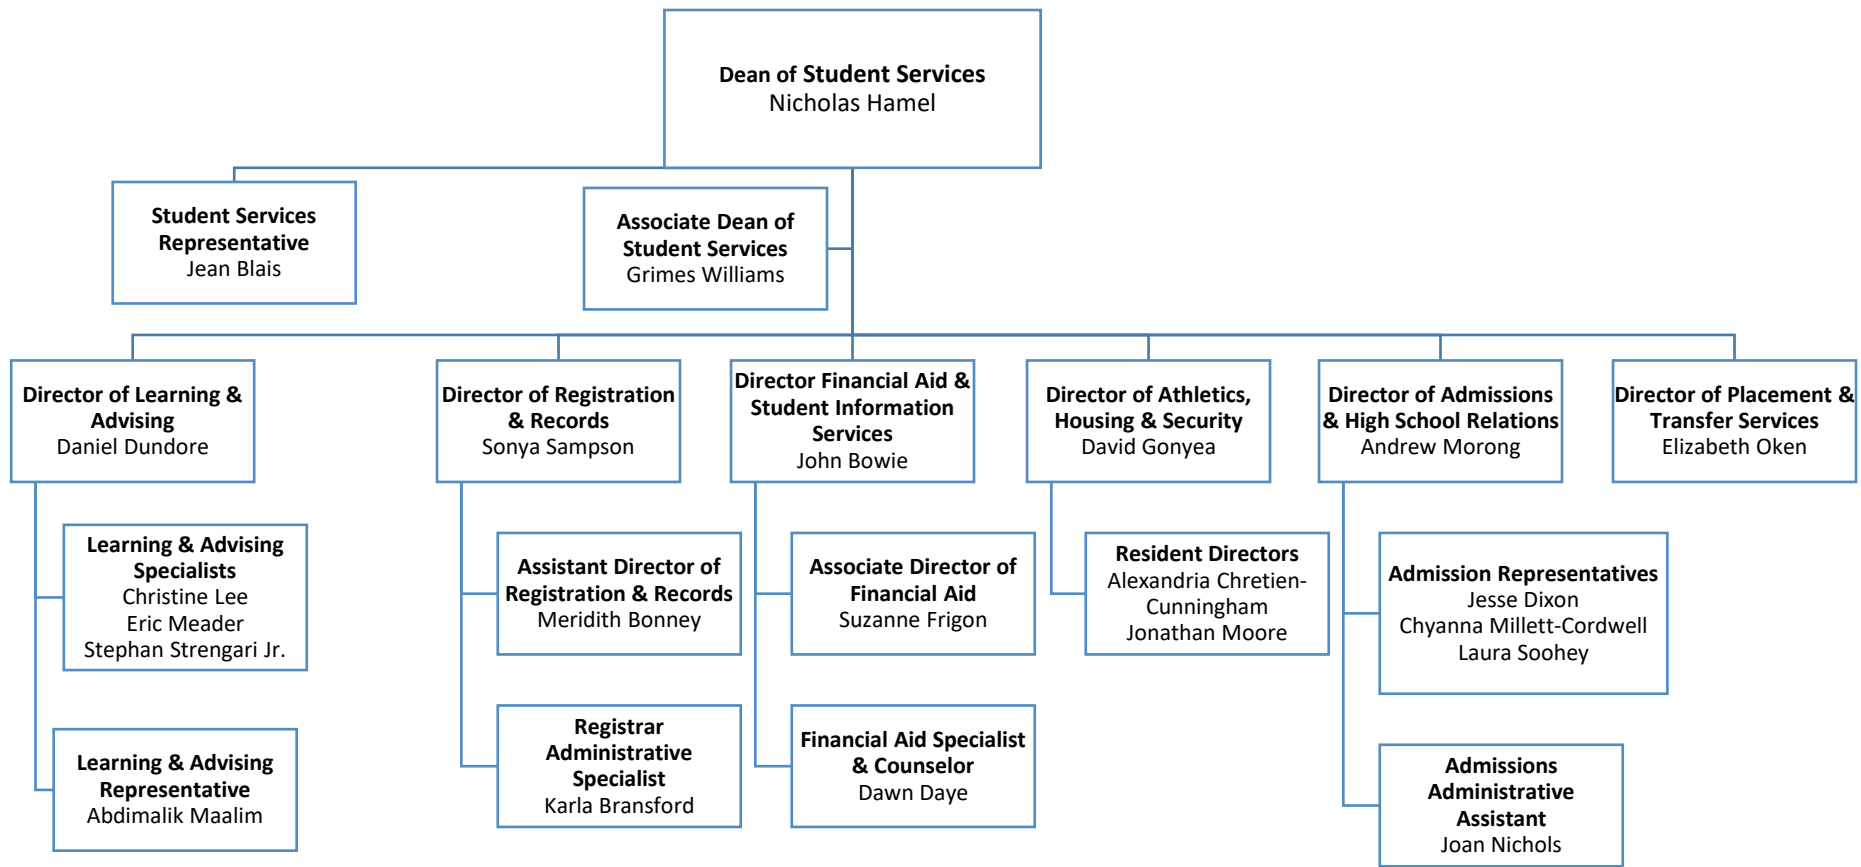 Dean of Student Services
Nicholas Hamel
Student Services
Representative
Jean Blais
Associate Dean of
Student Services
Grimes Williams
Director of Learning &
Advising
Daniel Dundore
Director of Registration
& Records
Sonya Sampson
Director Financial Aid &
Student Information
Services
John Bowie
Director of Athletics,
Housing & Security
David Gonyea
Director of Admissions
& High School Relations
Andrew Morong
Director of Placement &
Transfer Services
Elizabeth Oken
Learning & Advising
Specialists
Christine Lee
Eric Meader
Stephan Strengari Jr.
Learning & Advising
Representative
Abdimalik Maalim
Assistant Director of
Registration & Records
Meridith Bonney
Registrar
Administrative
Specialist
Karla Bransford
Associate Director of
Financial Aid
Suzanne Frigon
Financial Aid Specialist
& Counselor
Dawn Daye
Resident Directors
Alexandria Chretien-
Cunningham
Jonathan Moore
Admission Representatives
Jesse Dixon
Chyanna Millett-Cordwell
Laura Soohey
Admissions
Administrative
Assistant
Joan Nichols